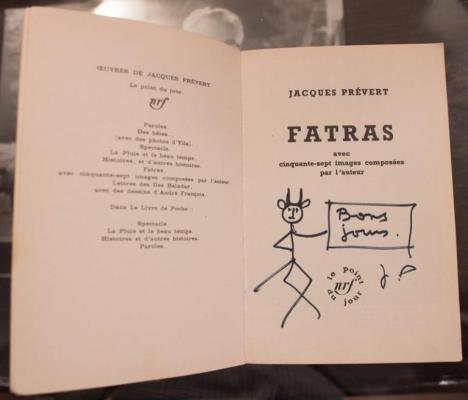 ŒUVRES DE JACQUES PRÉVERT
Le point du jour.
nrf
Paroles.
Des bêtes...
(avec des photos d'Ylla).
Spectacle.
La Pluie et le beau temps.
Histoires, et d'autres histoires.
Fatras,
avec cinquante-sept images composées par l'auteur.
Lettres des Iles Baladar,
avec des dessins d'André François.
Dans Le Livre de Poche :
Spectacle.
La Pluie et le beau temps.
Histoires et d'autres histoires.
Paroles.
JACQUES PRÉVERT
FATRAS
avec
cinquante-sept images composées
par l'auteur
Bons
jours.
J. P
le point
nrf
du jour